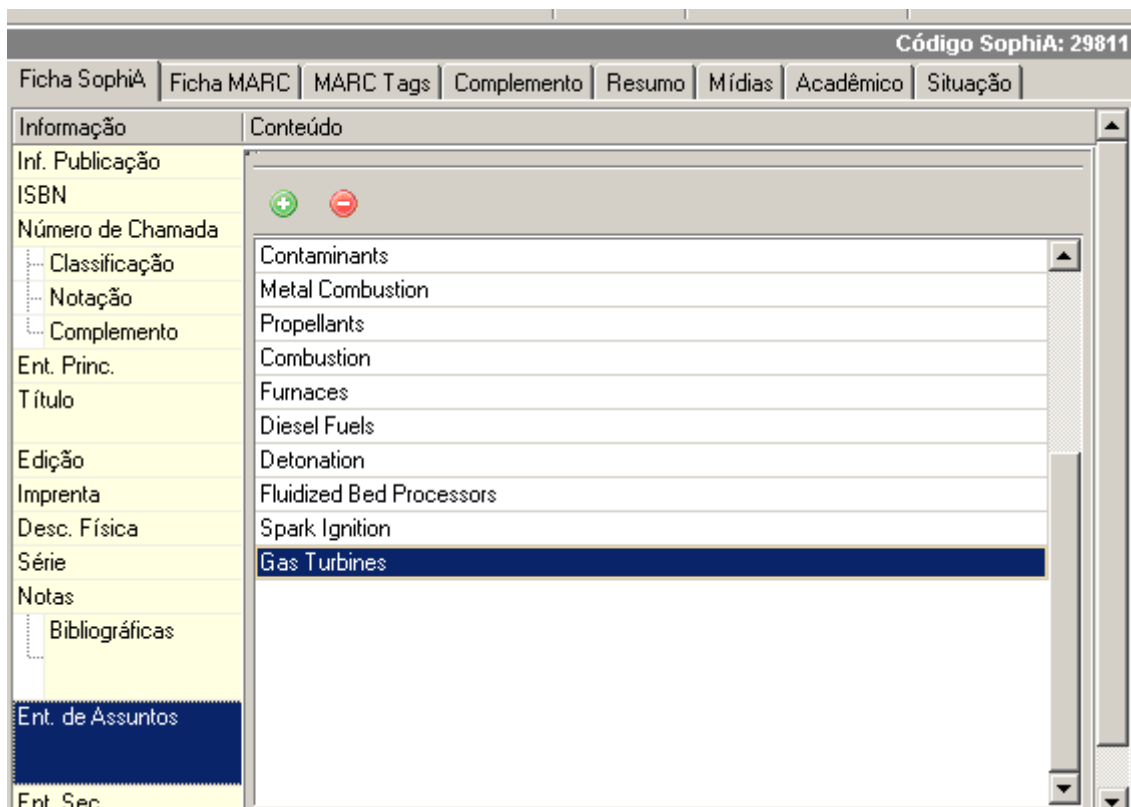 Código SophiA: 29811
Ficha SophiA Ficha MARC MARC Tags Complemento Resumo Mídias Acadêmico Situação
Informação Conteúdo
Inf. Publicação
ISBN
Número de Chamada
Classificação
Notação
Complemento
Ent. Princ.
Título
Edição
Imprenta
Desc. Física
Série
Notas
Bibliográficas
Ent. de Assuntos
Ent. Sec.
Contaminants
Metal Combustion
Propellants
Combustion
Furnaces
Diesel Fuels
Detonation
Fluidized Bed Processors
Spark Ignition
Gas Turbines